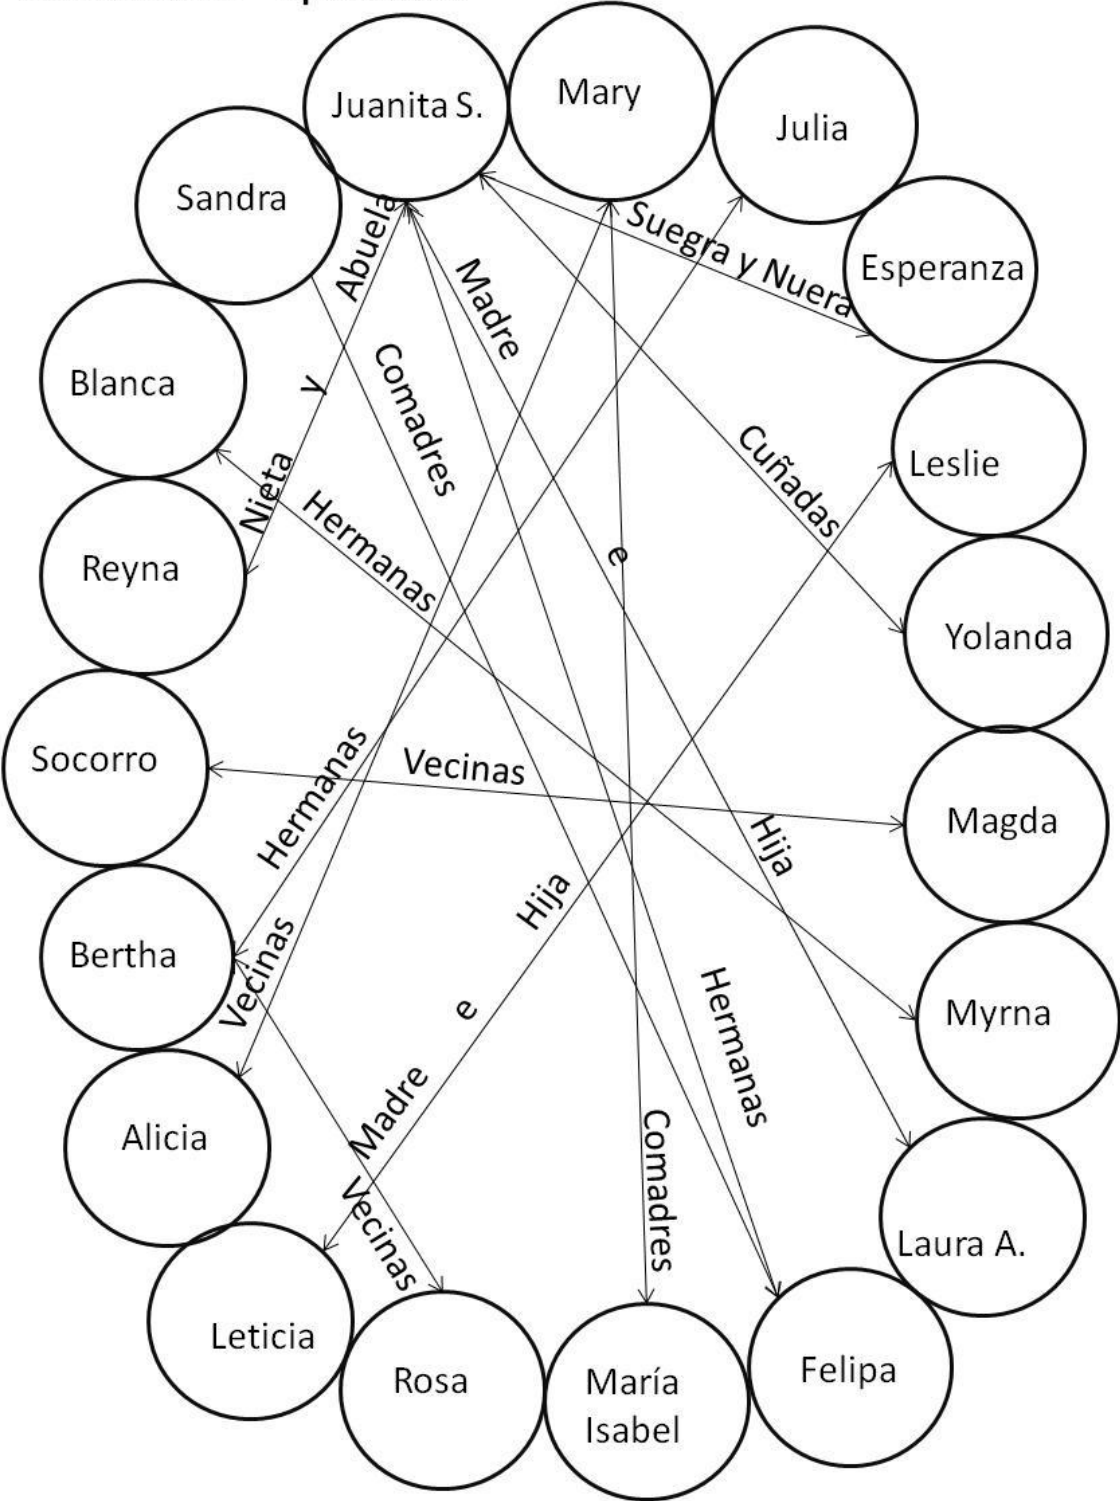 Juanita S.
Mary
Julia
Sandra
Esperanza
Blanca
Leslie
Reyna
Yolanda
Socorro
Magda
Bertha
Myrna
Alicia
Laura A.
Leticia
Rosa
María
Isabel
Felipa
Nieta y Abuela
Suegra y Nuera
Madre e Hija
Comadres
Cuñadas
Hermanas
Vecinas
Hermanas
Vecinas
Madre e Hija
Hermanas
Comadres
Vecinas